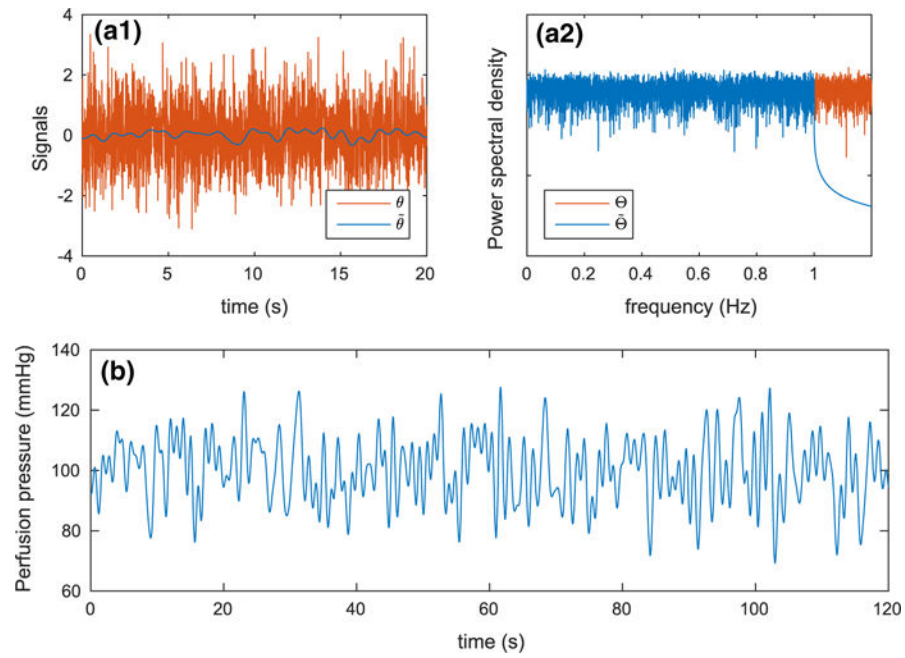 (a1)
4
2
0
-2
-4
Signals
θ
θ̃
0 5 10 15 20
time (s)
(a2)
Power spectral density
Θ
Θ̃
0 0.2 0.4 0.6 0.8 1
frequency (Hz)
(b)
140
120
100
80
60
Perfusion pressure (mmHg)
0 20 40 60 80 100 120
time (s)